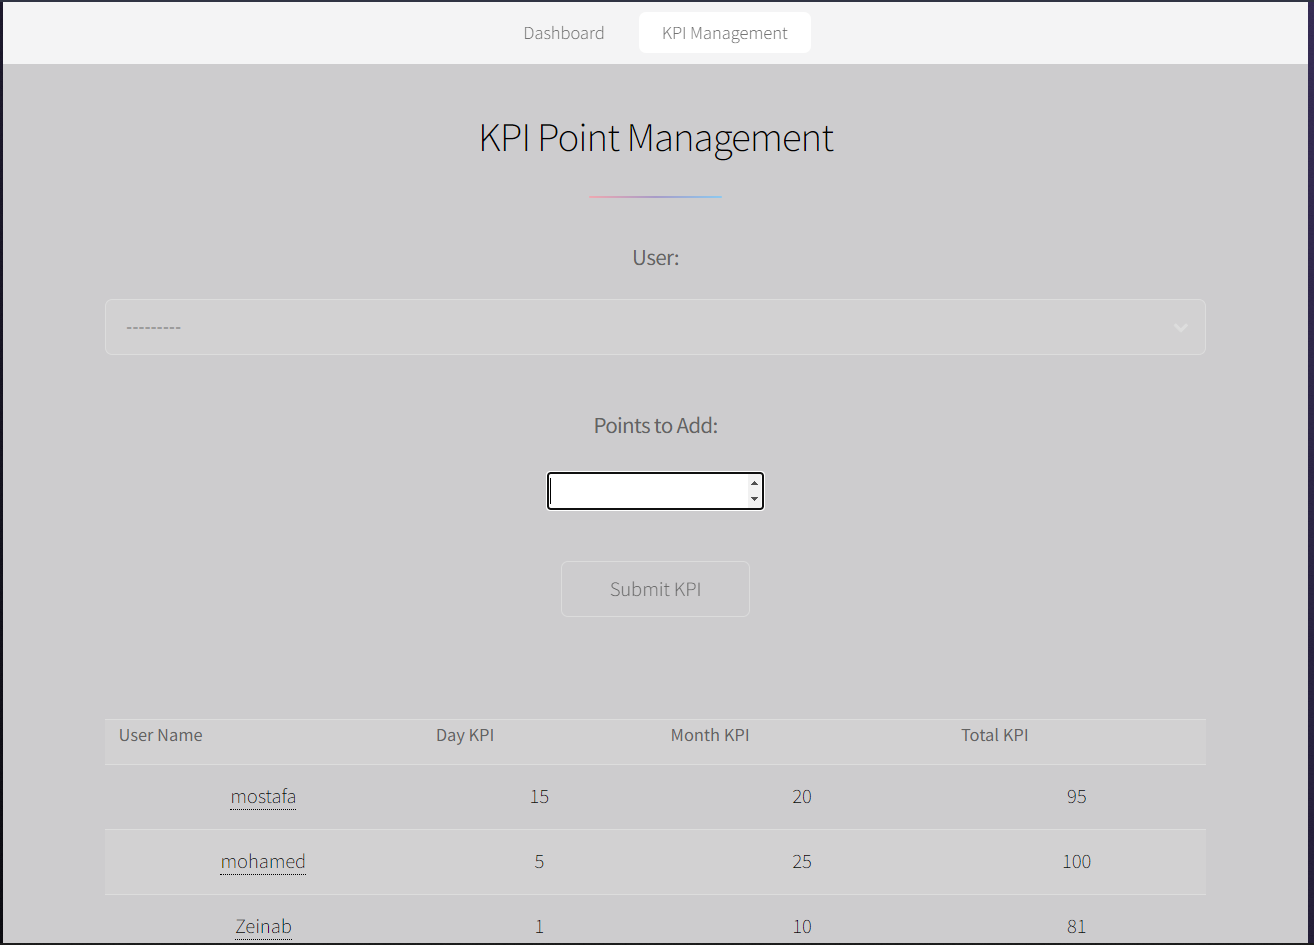 Dashboard KPI Management
KPI Point Management
User:
---------
Points to Add:
Submit KPI
User Name Day KPI Month KPI Total KPI
mostafa 15 20 95
mohamed 5 25 100
Zeinab 1 10 81